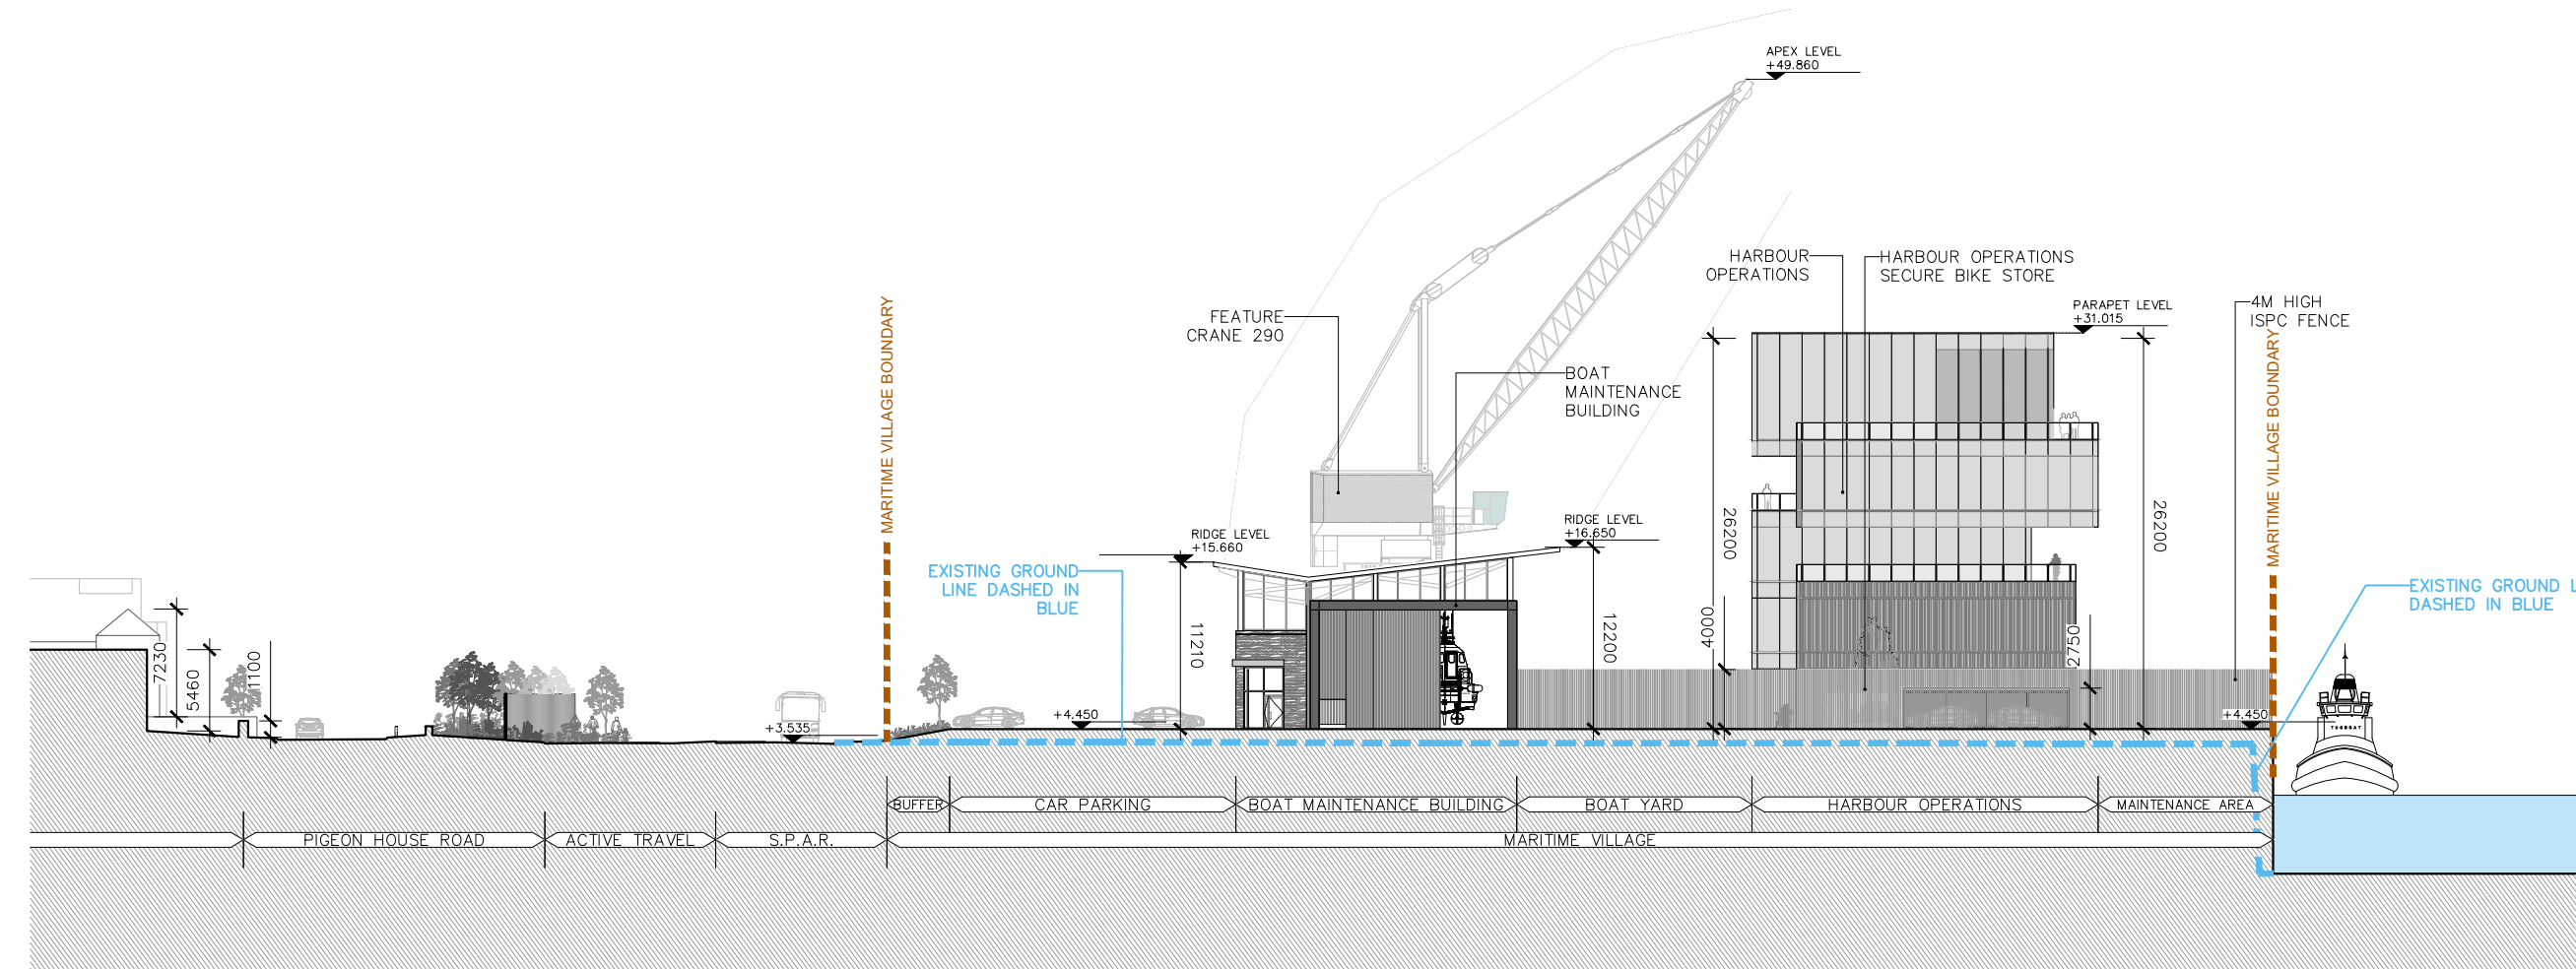 APEX LEVEL
+49.860
HARBOUR
OPERATIONS
HARBOUR OPERATIONS
SECURE BIKE STORE
PARAPET LEVEL
+31.015
4M HIGH
ISPC FENCE
FEATURE
CRANE 290
BOAT
MAINTENANCE
BUILDING
MARITIME VILLAGE BOUNDARY
MARITIME VILLAGE BOUNDARY
RIDGE LEVEL
+15.660
RIDGE LEVEL
+16.650
EXISTING GROUND
LINE DASHED IN
BLUE
EXISTING GROUND L
DASHED IN BLUE
7230
5460
1100
11210
12200
26200
4000
2750
26200
+3.535
+4.450
+4.450
TUGBOAT
BUFFER
CAR PARKING
BOAT MAINTENANCE BUILDING
BOAT YARD
HARBOUR OPERATIONS
MAINTENANCE AREA
PIGEON HOUSE ROAD
ACTIVE TRAVEL
S.P.A.R.
MARITIME VILLAGE